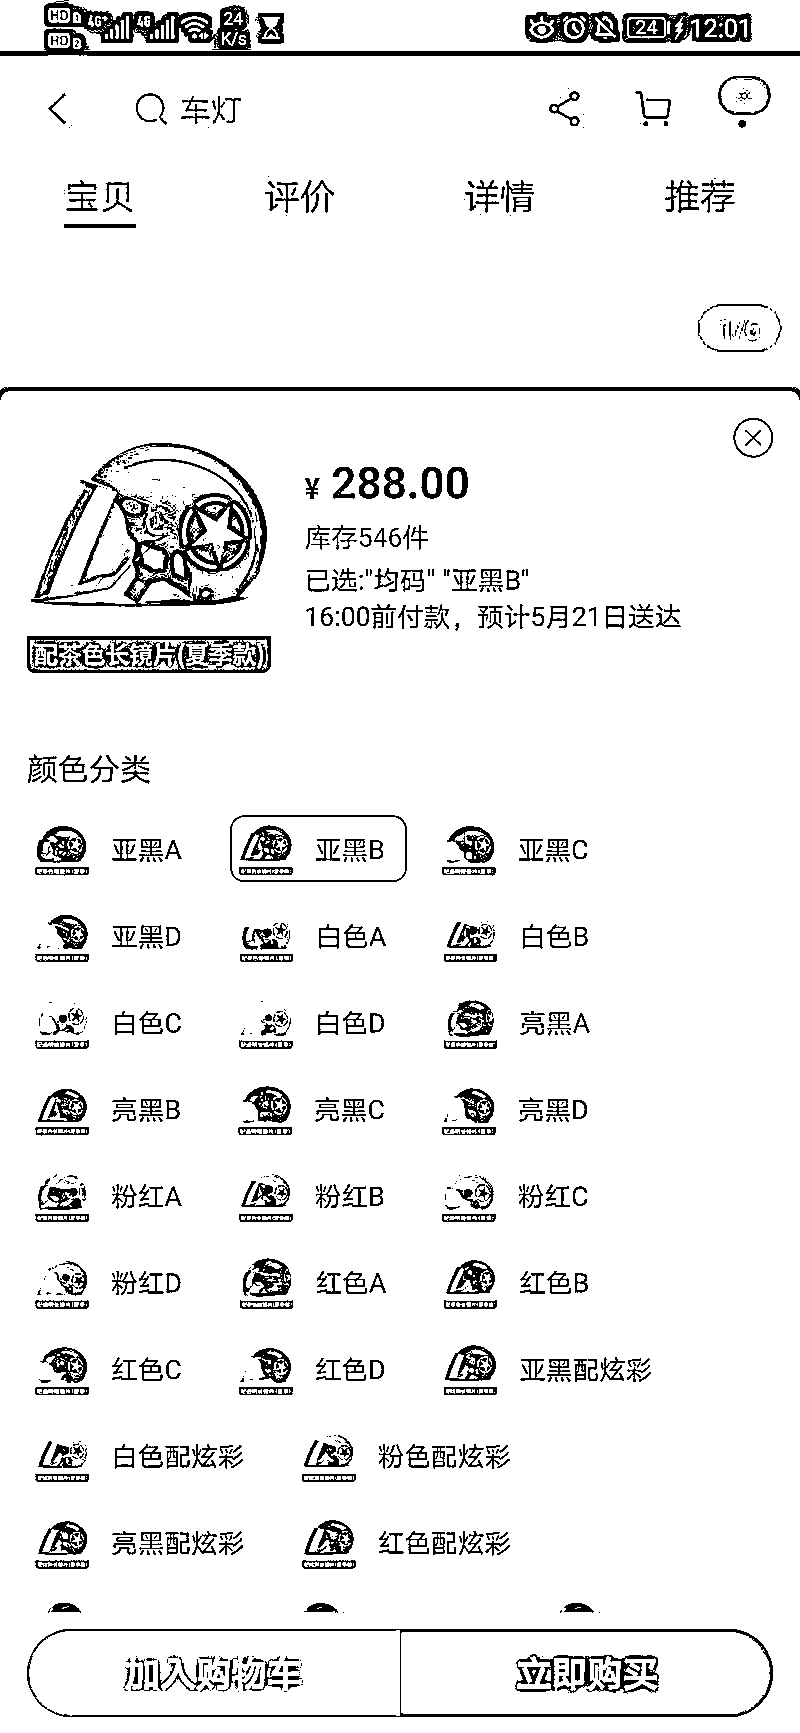 HD 1 4G+ 4G 24 K/s 24 12:01
HD 2
车灯
宝贝 评价 详情 推荐
¥ 288.00
库存546件
已选:"均码" "亚黑B"
16:00前付款，预计5月21日送达
配茶色长镜片(夏季款)
颜色分类
亚黑A 亚黑B 亚黑C
亚黑D 白色A 白色B
白色C 白色D 亮黑A
亮黑B 亮黑C 亮黑D
粉红A 粉红B 粉红C
粉红D 红色A 红色B
红色C 红色D 亚黑配炫彩
白色配炫彩 粉色配炫彩
亮黑配炫彩 红色配炫彩
加入购物车 立即购买